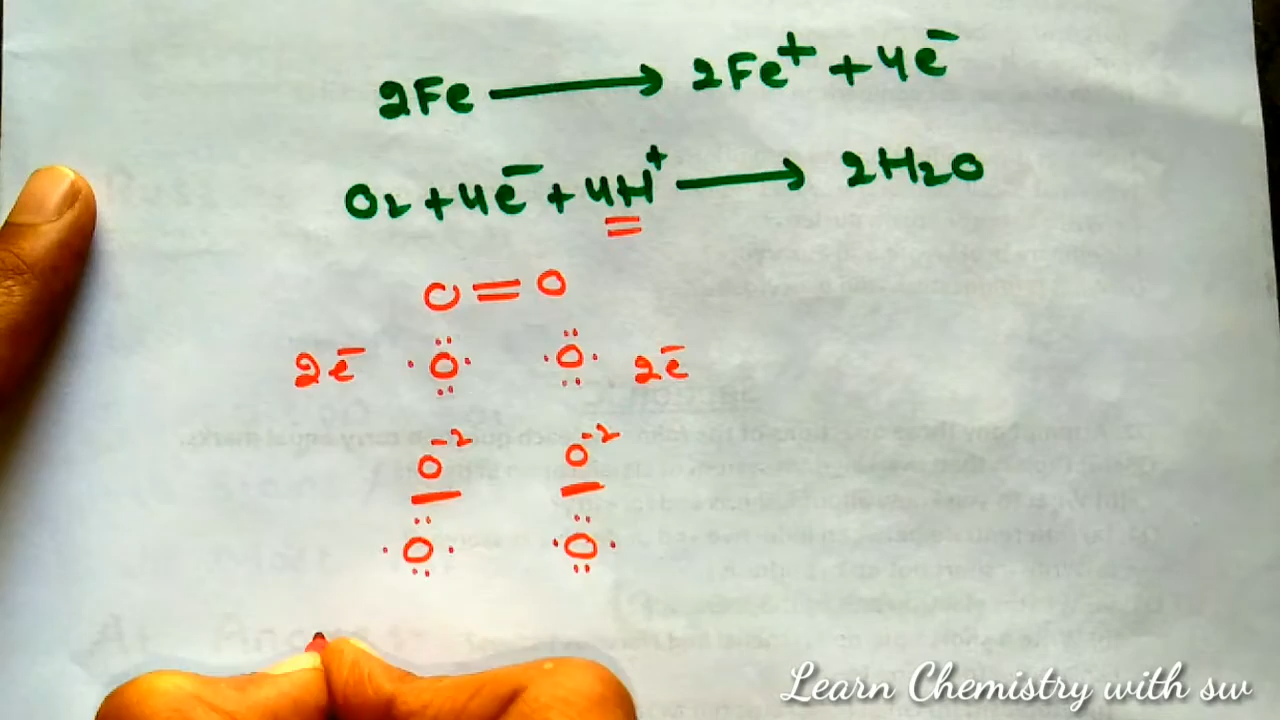 2Fe ⟶ 2Fe⁺ + 4e⁻
O₂ + 4e⁻ + 4H⁺ ⟶ 2H₂O
O = O
2e⁻ O O 2e⁻
O⁻² O⁻²
O O
Learn Chemistry with sw